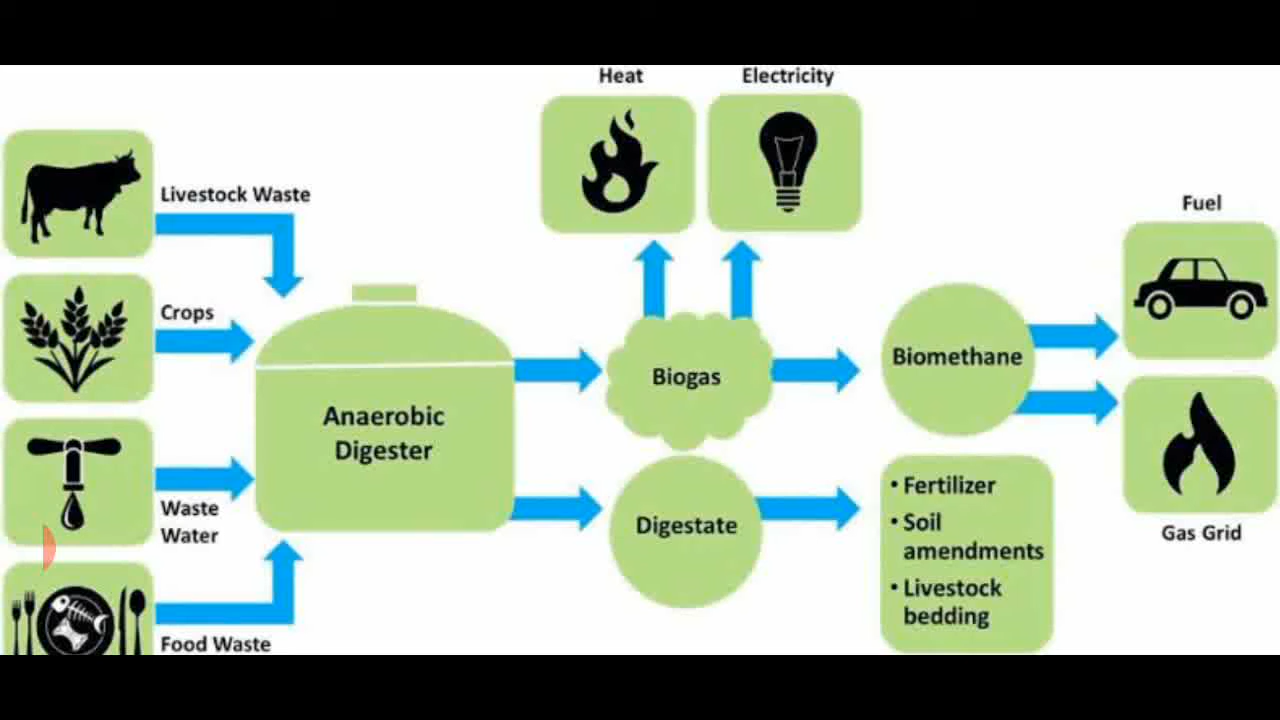 Heat
Electricity
Livestock Waste
Fuel
Crops
Biomethane
Biogas
Anaerobic
Digester
• Fertilizer
Waste
Water
Digestate
• Soil
amendments
Gas Grid
• Livestock
bedding
Food Waste